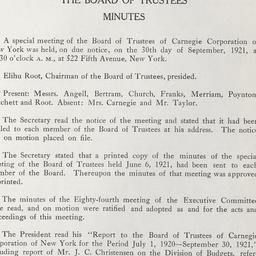 THE BOARD OF TRUSTEES
MINUTES
A special meeting of the Board of Trustees of Carnegie Corporation o
York was held, on due notice, on the 30th day of September, 1921, a
30 o'clock A. M., at 522 Fifth Avenue, New York.
Elihu Root, Chairman of the Board of Trustees, presided.
Present: Messrs. Angell, Bertram, Church, Franks, Merriam, Poynton
chett and Root. Absent: Mrs. Carnegie and Mr. Taylor.
The Secretary read the notice of the meeting and stated that it had been
led to each member of the Board of Trustees at his address. The notice
on motion placed on file.
The Secretary stated that a printed copy of the minutes of the special
ting of the Board of Trustees held June 6, 1921, had been sent to each
mber of the Board. Thereupon the minutes of that meeting were approved
printed.
The minutes of the Eighty-fourth meeting of the Executive Committee
e read, and on motion were ratified and adopted as and for the acts and
ceedings of this meeting.
The President read his "Report to the Board of Trustees of Carnegie
poration of New York for the Period July 1, 1920—September 30, 1921,"
uding report of Mr. J. C. Christensen on the Division of Budgets, refer